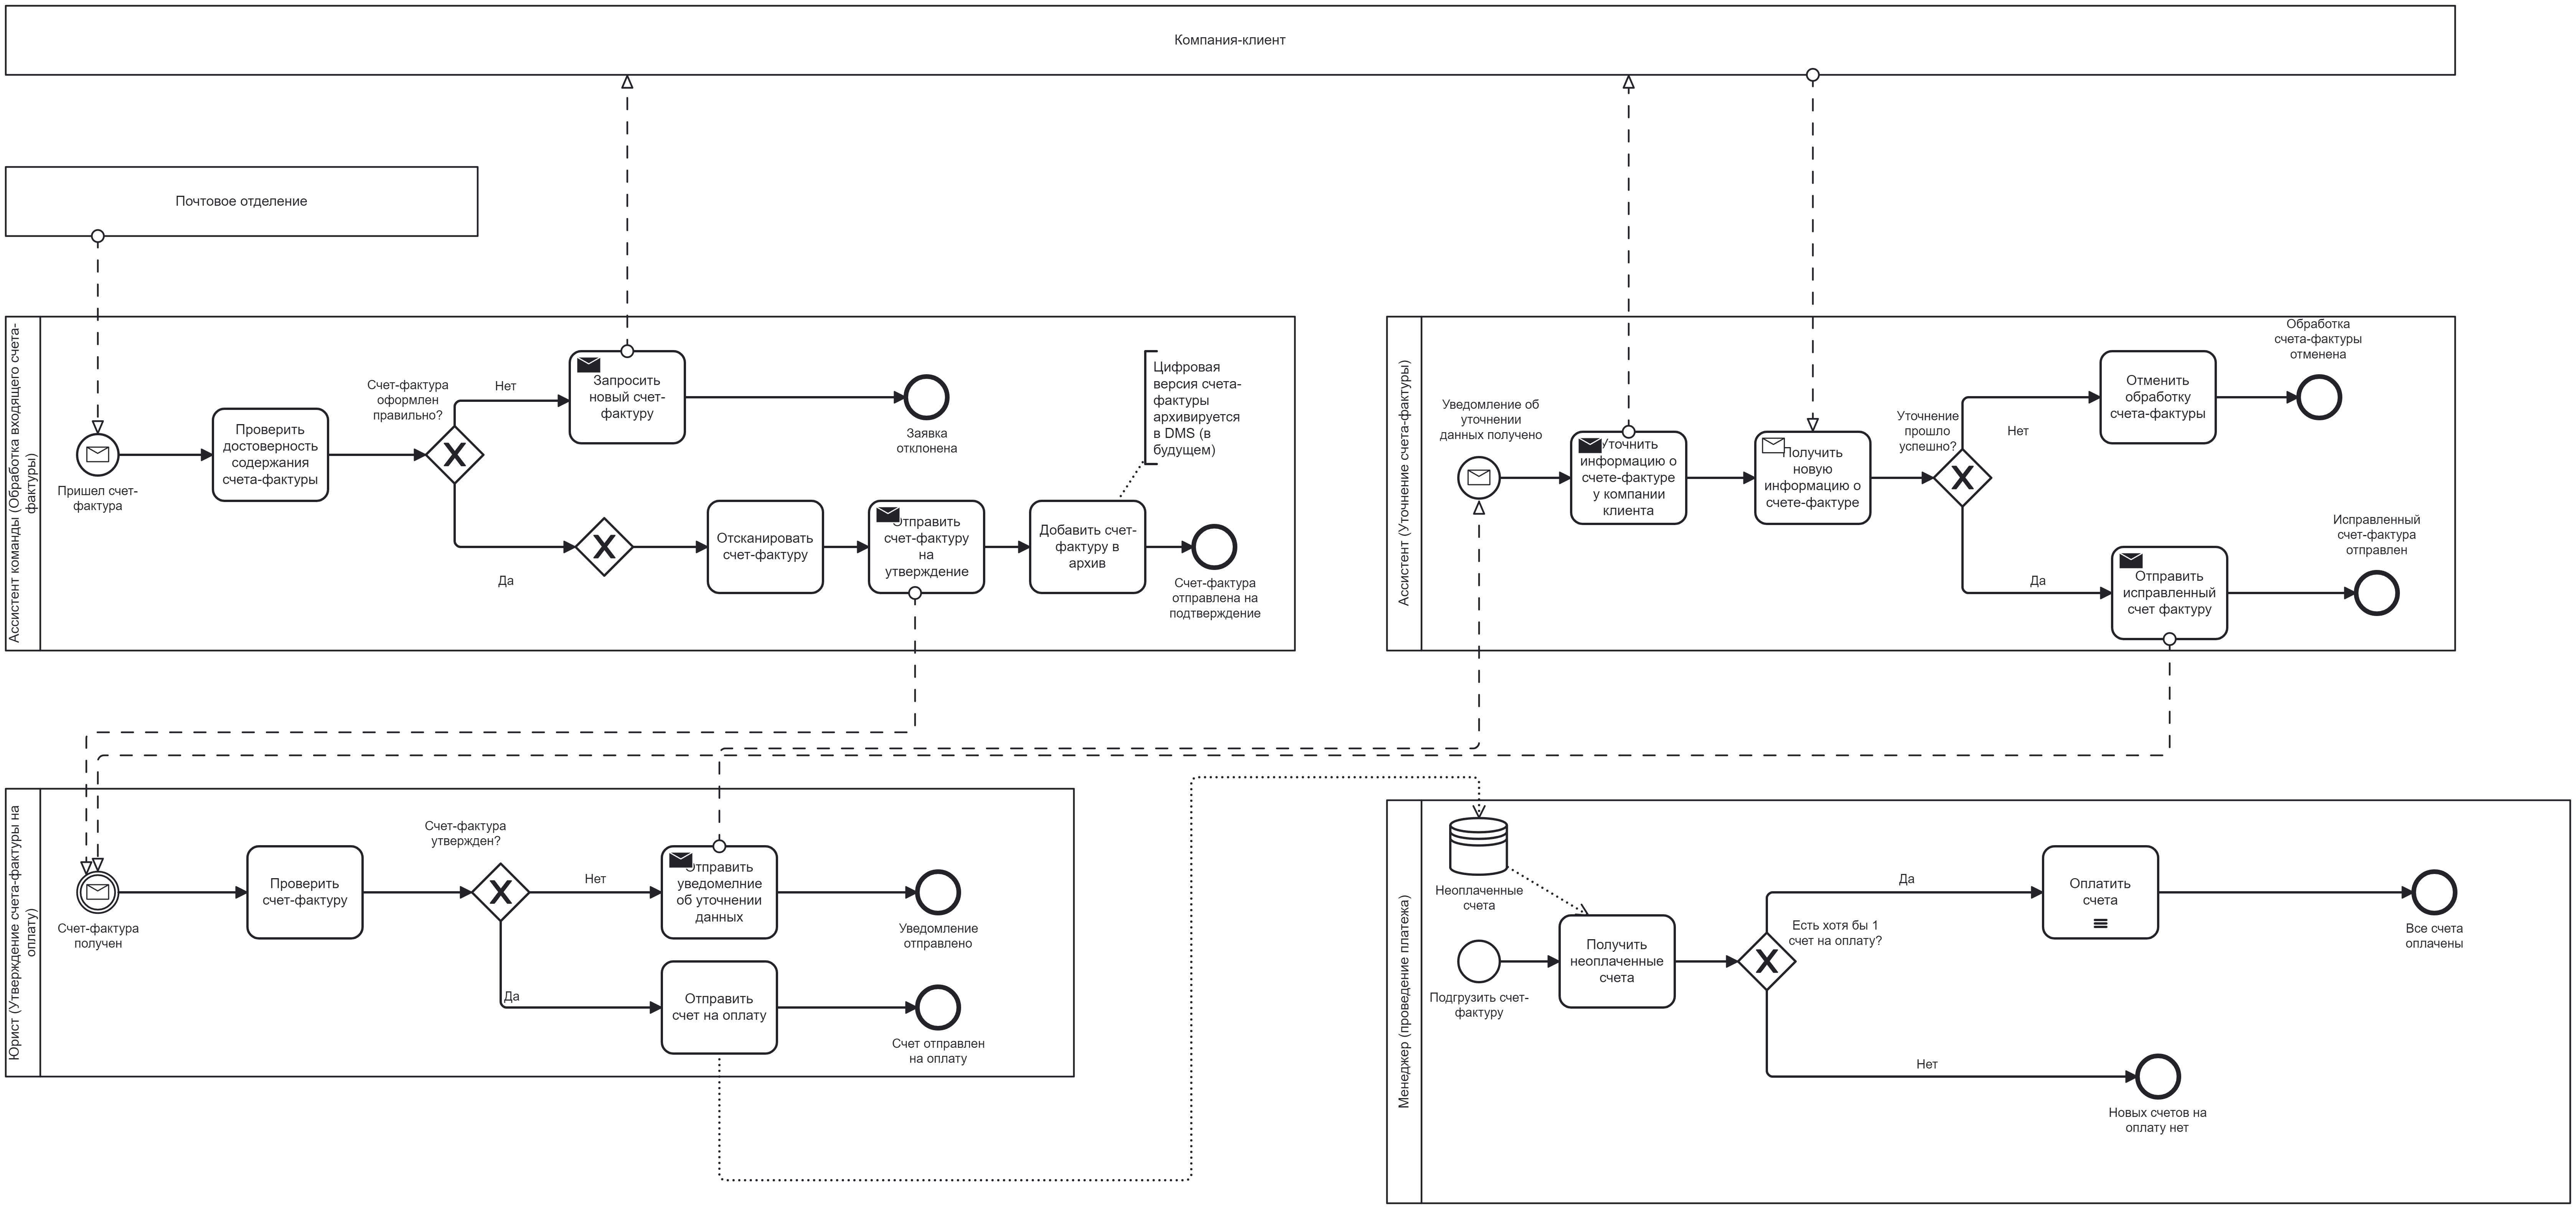 Компания-клиент
Почтовое отделение
Ассистент команды (Обработка входящего счета-
фактуры)
Пришел счет-
фактура
Проверить
достоверность
содержания
счета-фактуры
Счет-фактура
оформлен
правильно?
Нет
Да
Запросить
новый счет-
фактуру
Заявка
отклонена
Отсканировать
счет-фактуру
Отправить
счет-фактуру
на
утверждение
Добавить счет-
фактуру в
архив
Цифровая
версия счета-
фактуры
архивируется
в DMS (в
будущем)
Счет-фактура
отправлена на
подтверждение
Ассистент (Уточнение счета-фактуры)
Уведомление об
уточнении
данных получено
Уточнить
информацию о
счете-фактуре
у компании
клиента
Получить
новую
информацию о
счете-фактуре
Уточнение
прошло
успешно?
Нет
Да
Отменить
обработку
счета-фактуры
Обработка
счета-фактуры
отменена
Отправить
исправленный
счет фактуру
Исправленный
счет-фактура
отправлен
Юрист (Утверждение счета-фактуры на
оплату)
Счет-фактура
получен
Проверить
счет-фактуру
Счет-фактура
утвержден?
Нет
Да
Отправить
уведомелние
об уточнении
данных
Уведомление
отправлено
Отправить
счет на оплату
Счет отправлен
на оплату
Менеджер (проведение платежа)
Неоплаченные
счета
Подгрузить счет-
фактуру
Получить
неоплаченные
счета
Есть хотя бы 1
счет на оплату?
Да
Нет
Оплатить
счета
Все счета
оплачены
Новых счетов на
оплату нет